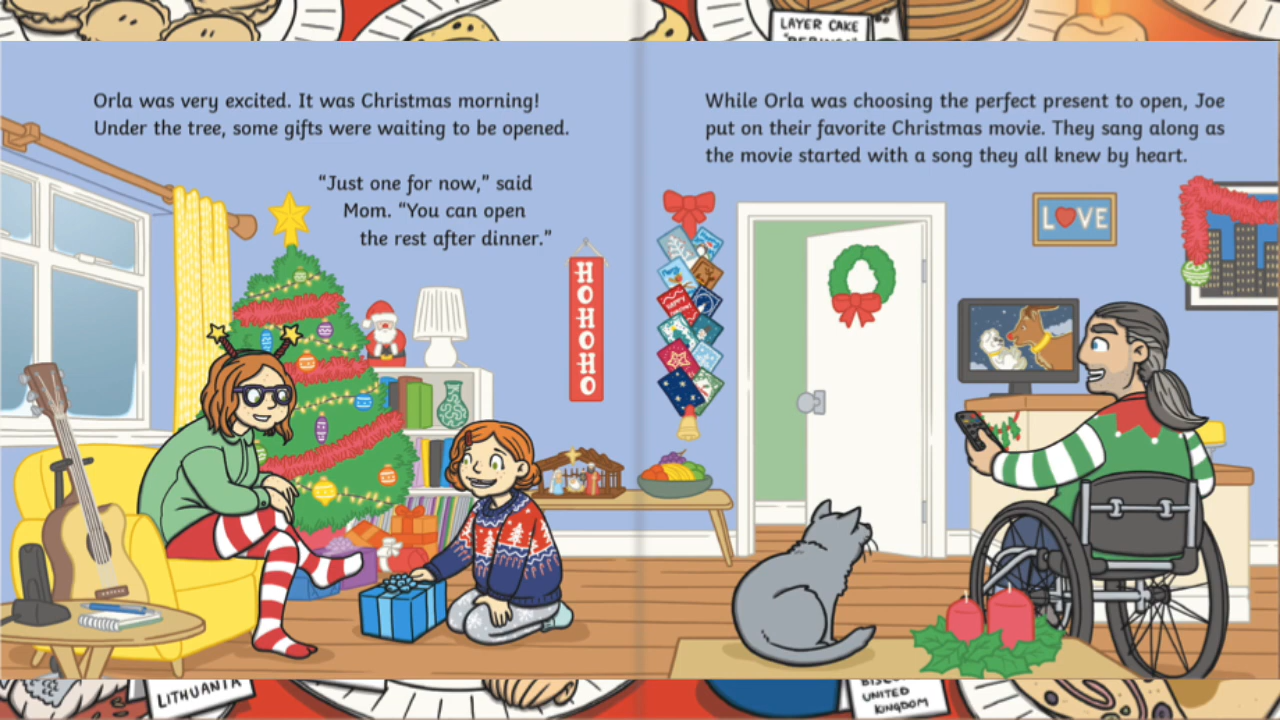 LAYER CAKE
Orla was very excited. It was Christmas morning!
Under the tree, some gifts were waiting to be opened.
“Just one for now,” said
Mom. “You can open
the rest after dinner.”
While Orla was choosing the perfect present to open, Joe
put on their favorite Christmas movie. They sang along as
the movie started with a song they all knew by heart.
HOHOHO
LOVE
LITHUANIA
UNITED
KINGDOM